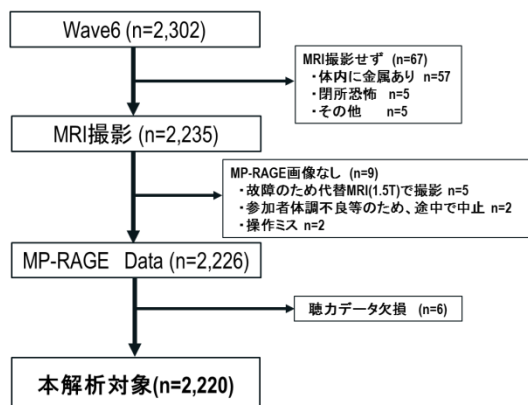 Wave6 (n=2,302)
MRI撮影せず (n=67)
・体内に金属あり n=57
・閉所恐怖 n=5
・その他 n=5
MRI撮影 (n=2,235)
MP-RAGE画像なし (n=9)
・故障のため代替MRI(1.5T)で撮影 n=5
・参加者体調不良等のため、途中で中止 n=2
・操作ミス n=2
MP-RAGE Data (n=2,226)
聴力データ欠損 (n=6)
本解析対象(n=2,220)